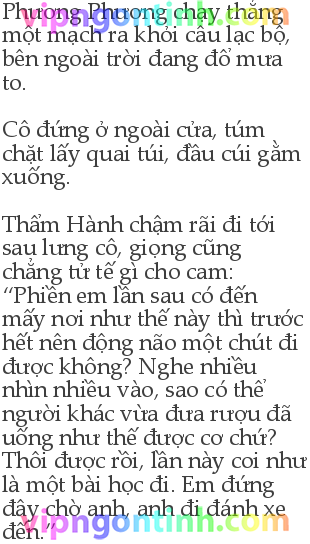 vipngontinh.com
Phương Phương chạy thẳng
một mạch ra khỏi câu lạc bộ,
bên ngoài trời đang đổ mưa
to.
Cô đứng ở ngoài cửa, túm
chặt lấy quai túi, đầu cúi gằm
xuống.
Thẩm Hành chậm rãi đi tới
sau lưng cô, giọng cũng
chẳng tử tế gì cho cam:
“Phiền em lần sau có đến
mấy nơi như thế này thì trước
hết nên động não một chút đi
được không? Nghe nhiều
nhìn nhiều vào, sao có thể
người khác vừa đưa rượu đã
uống như thế được cơ chứ?
Thôi được rồi, lần này coi như
là một bài học đi. Em đứng
đây chờ anh, anh đi đánh xe
đến.”
vipngontinh.com